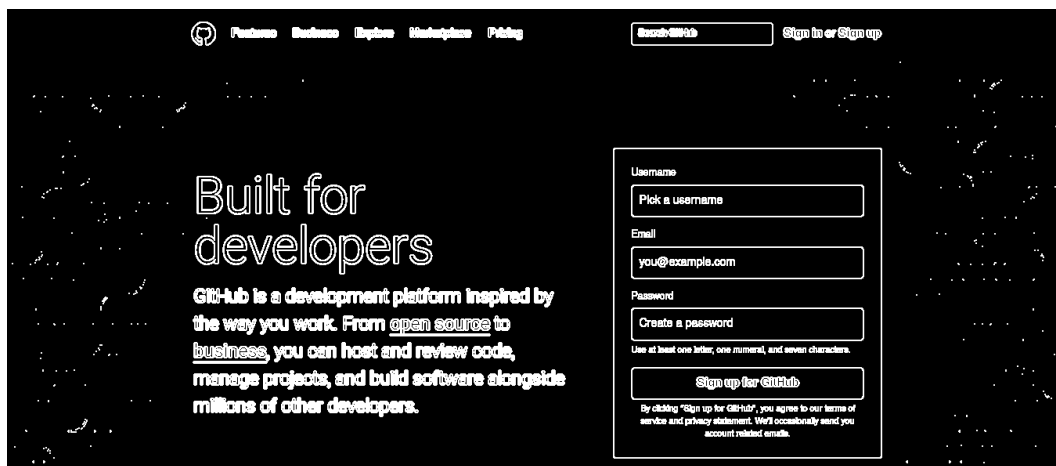 Features Business Explore Marketplace Pricing
Search GitHub
Sign in or Sign up
Built for
developers
GitHub is a development platform inspired by
the way you work. From open source to
business, you can host and review code,
manage projects, and build software alongside
millions of other developers.
Username
Pick a username
Email
you@example.com
Password
Create a password
Use at least one letter, one numeral, and seven characters.
Sign up for GitHub
By clicking "Sign up for GitHub", you agree to our terms of
service and privacy statement. We'll occasionally send you
account related emails.